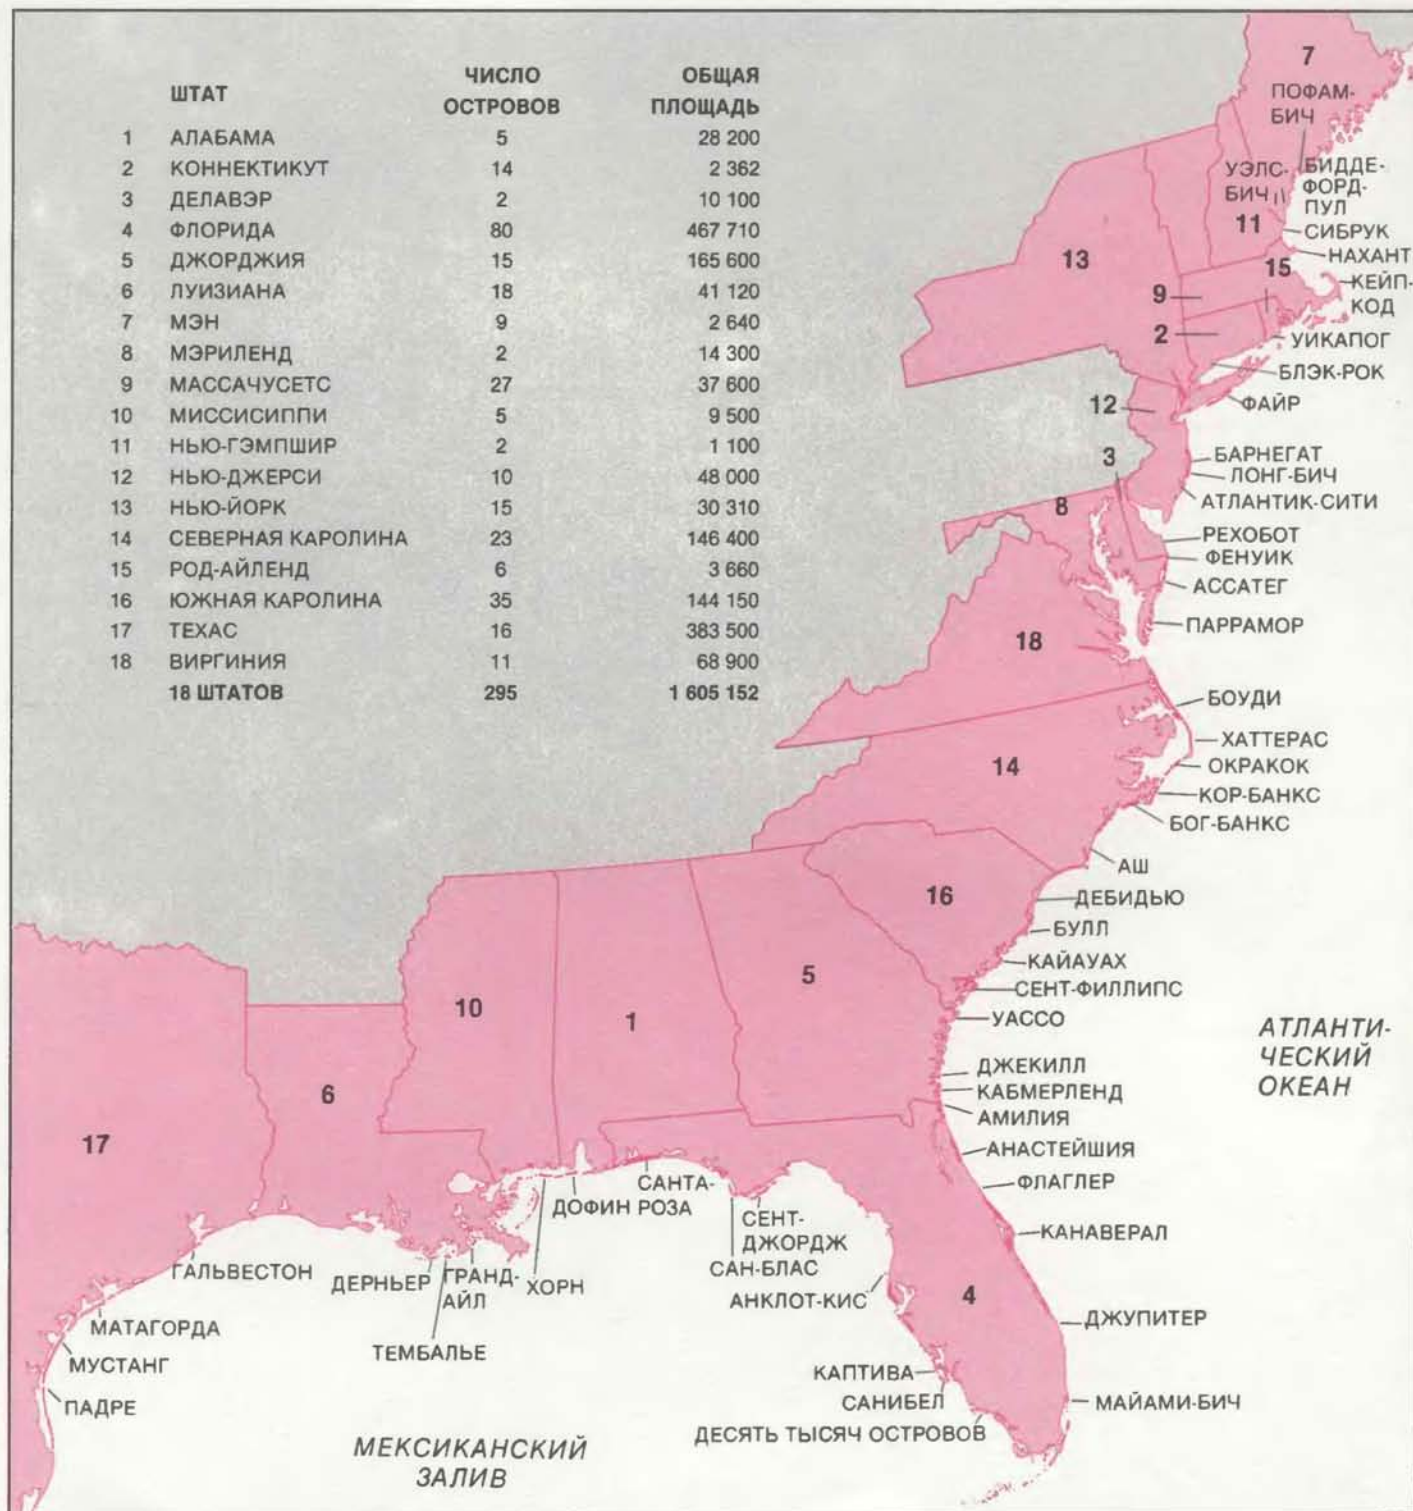 ШТАТ ЧИСЛО ОСТРОВОВ ОБЩАЯ ПЛОЩАДЬ
1 АЛАБАМА 5 28 200
2 КОННЕКТИКУТ 14 2 362
3 ДЕЛАВЭР 2 10 100
4 ФЛОРИДА 80 467 710
5 ДЖОРДЖИЯ 15 165 600
6 ЛУИЗИАНА 18 41 120
7 МЭН 9 2 640
8 МЭРИЛЕНД 2 14 300
9 МАССАЧУСЕТС 27 37 600
10 МИССИСИППИ 5 9 500
11 НЬЮ-ГЭМПШИР 2 1 100
12 НЬЮ-ДЖЕРСИ 10 48 000
13 НЬЮ-ЙОРК 15 30 310
14 СЕВЕРНАЯ КАРОЛИНА 23 146 400
15 РОД-АЙЛЕНД 6 3 660
16 ЮЖНАЯ КАРОЛИНА 35 144 150
17 ТЕХАС 16 383 500
18 ВИРГИНИЯ 11 68 900
18 ШТАТОВ 295 1 605 152
7
ПОФАМ-
БИЧ
УЭЛС-
БИЧ
БИДДЕ-
ФОРД-
ПУЛ
11
СИБРУК
НАХАНТ
13
15
КЕЙП-
КОД
9
2
УИКАПОГ
БЛЭК-РОК
ФАЙР
12
3
БАРНЕГАТ
ЛОНГ-БИЧ
АТЛАНТИК-СИТИ
8
РЕХОБОТ
ФЕНУИК
АССАТЕГ
ПАРРАМОР
18
БОУДИ
ХАТТЕРАС
14
ОКРАКОК
КОР-БАНКС
БОГ-БАНКС
АШ
16
ДЕБИДЬЮ
БУЛЛ
КАЙАУАХ
5
СЕНТ-ФИЛЛИПС
10
1
УАССО
АТЛАНТИ-
ЧЕСКИЙ
ОКЕАН
ДЖЕКИЛЛ
6
КАБМЕРЛЕНД
АМИЛИЯ
17
АНАСТЕЙШИЯ
ФЛАГЛЕР
САНТА-
РОЗА
ДОФИН
СЕНТ-
ДЖОРДЖ
КАНАВЕРАЛ
САН-БЛАС
ГАЛЬВЕСТОН
ДЕРНЬЕР
ГРАНД-
АЙЛ
ХОРН
АНКЛОТ-КИС
4
МАТАГОРДА
ДЖУПИТЕР
ТЕМБАЛЬЕ
МУСТАНГ
КАПТИВА
ПАДРЕ
САНИБЕЛ
МАЙАМИ-БИЧ
ДЕСЯТЬ ТЫСЯЧ ОСТРОВОВ
МЕКСИКАНСКИЙ
ЗАЛИВ